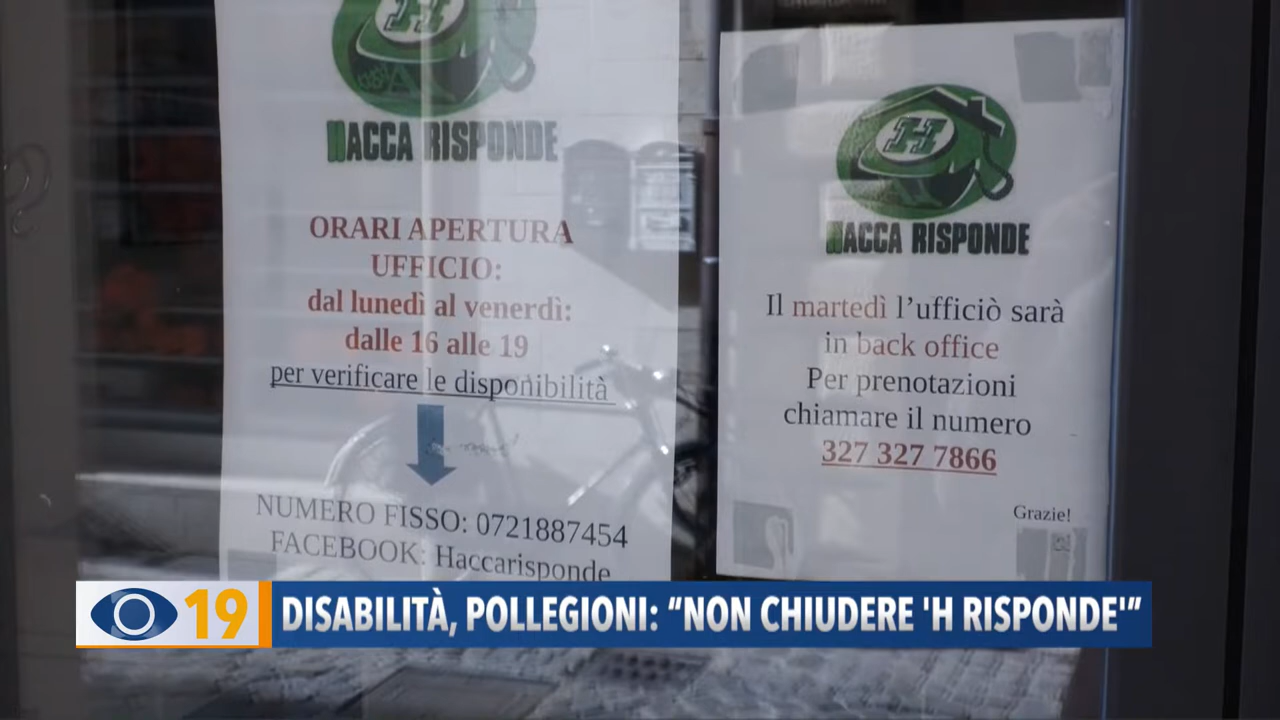 H
HACCA RISPONDE
ORARI APERTURA
UFFICIO:
dal lunedì al venerdì:
dalle 16 alle 19
per verificare le disponibilità
NUMERO FISSO: 0721887454
FACEBOOK: Haccarisponde
H
HACCA RISPONDE
Il martedì l'ufficiò sarà
in back office
Per prenotazioni
chiamare il numero
327 327 7866
Grazie!
19
DISABILITÀ, POLLEGIONI: “NON CHIUDERE 'H RISPONDE'”